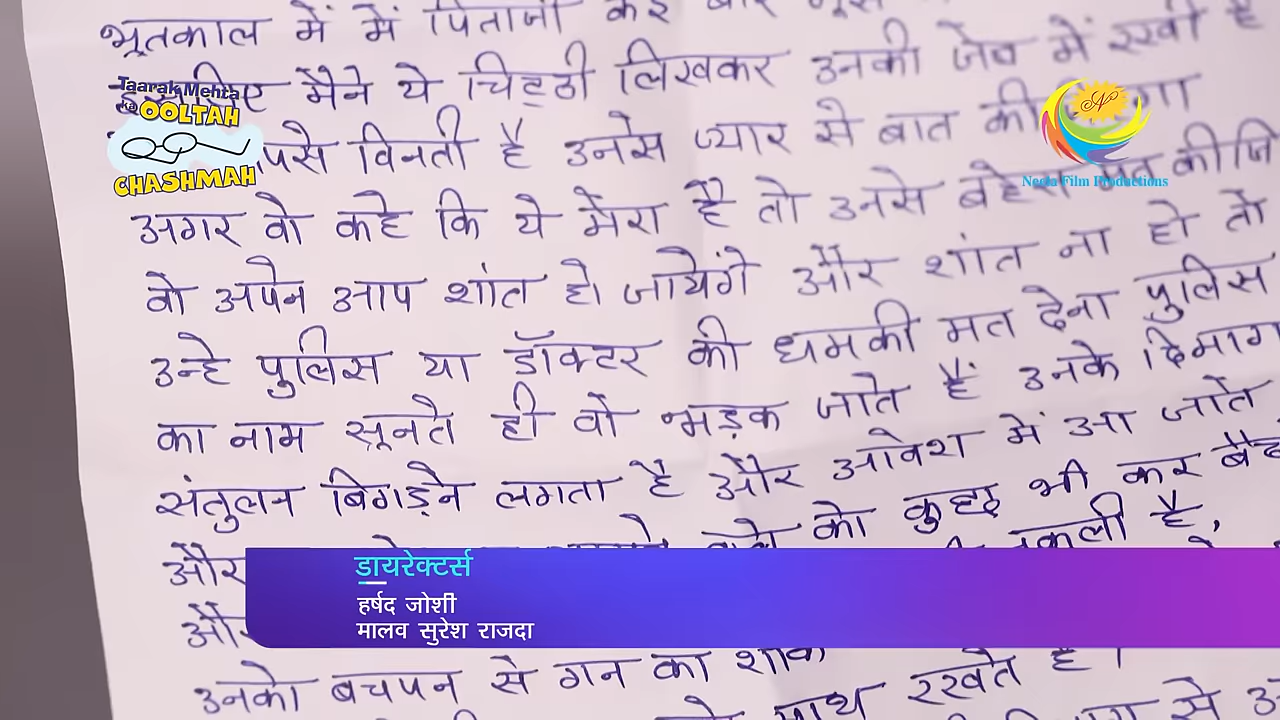 भूतकाल में में पिताजी कइ बार
मैने ये चिठ्ठी लिखकर उनकी जेब में रखी है
Taarak Mehta
ka OOLTAH
CHASHMAH
Neela Film Productions
विनती है उनसे प्यार से बात की
अगर वो कहे कि ये मेरा है तो उनसे
वो अपने आप शांत हो जायेंगे और शांत ना हो तो
उन्हे पुलिस या डॉक्टर की धमकी मत देना पुलिस
का नाम सूनते ही वो भड़क जाते हैं उनके दिमाग
संतुलन बिगड़ने लगता है और आवेश में आ जाते
और को कुछ भी कर
नकली है,
डायरेक्टर्स
हर्षद जोशी
मालव सुरेश राजदा
उनको बचपन से गन का शौक
साथ रखते है।